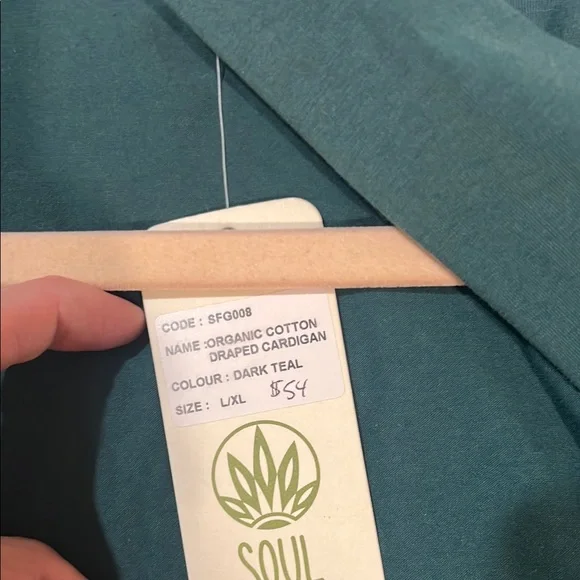 CODE : SFG008
NAME : ORGANIC COTTON
DRAPED CARDIGAN
COLOUR : DARK TEAL
SIZE : L/XL $54
SOUL